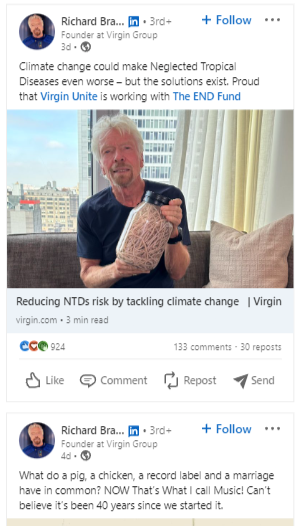 Richard Bra... in • 3rd+ + Follow ...
Founder at Virgin Group
3d •
Climate change could make Neglected Tropical
Diseases even worse – but the solutions exist. Proud
that Virgin Unite is working with The END Fund
Reducing NTDs risk by tackling climate change | Virgin
virgin.com • 3 min read
924 133 comments · 30 reposts
Like Comment Repost Send
Richard Bra... in • 3rd+ + Follow ...
Founder at Virgin Group
4d •
What do a pig, a chicken, a record label and a marriage
have in common? NOW That's What I call Music! Can't
believe it's been 40 years since we started it.